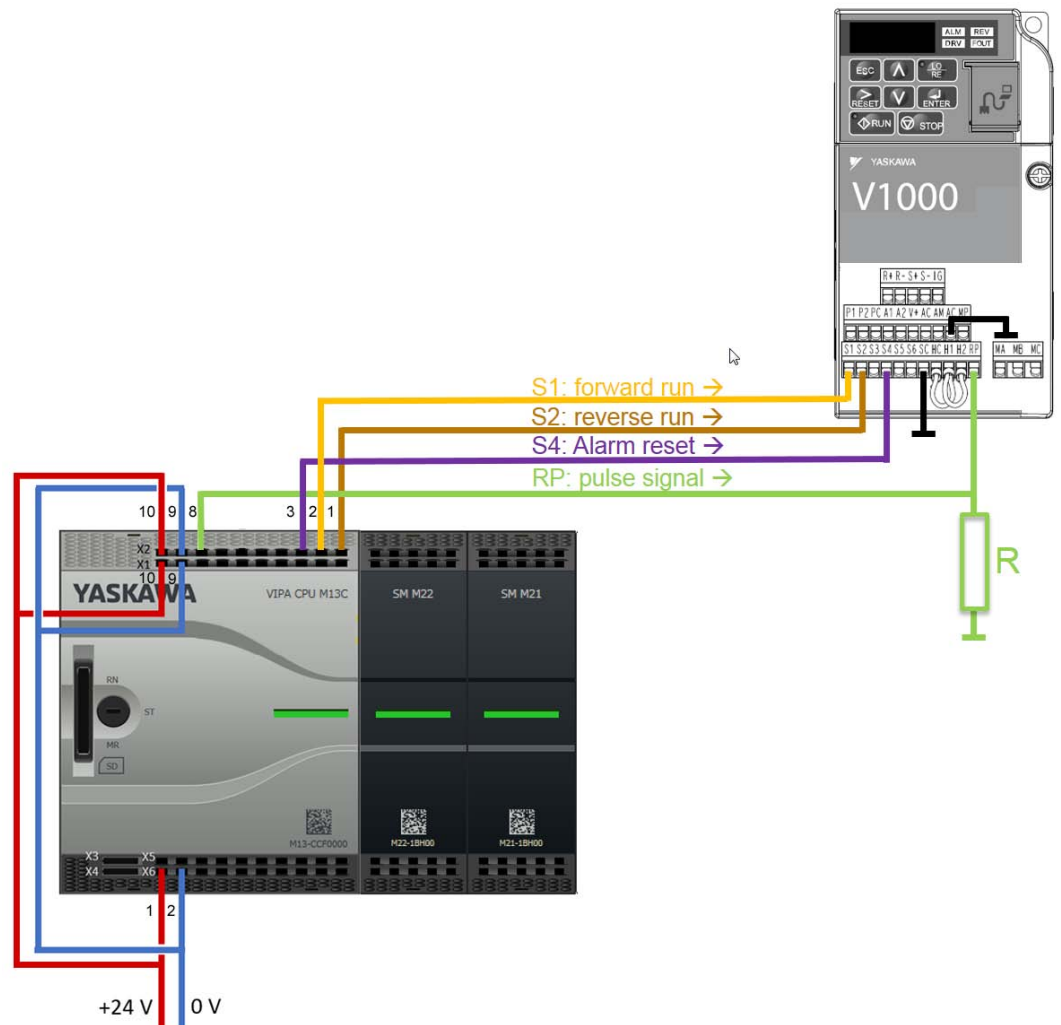 ALM REV
DRV FOUT
ESC LO RE
RESET ENTER
RUN STOP
YASKAWA
V1000
R+ R- S+ S- IG
P1 P2 PC A1 A2 V+ AC AM AC MP
S1 S2 S3 S4 S5 S6 SC HC H1 H2 RP
MA MB MC
S1: forward run →
S2: reverse run →
S4: Alarm reset →
RP: pulse signal →
10 9 8 3 2 1
X2
X1
10 9
YASKAWA
VIPA CPU M13C
SM M22
SM M21
R
RN
ST
MR
SD
M13-CCF0000
M22-1BH00
M21-1BH00
X3 X5
X4 X6
1 2
+24 V 0 V